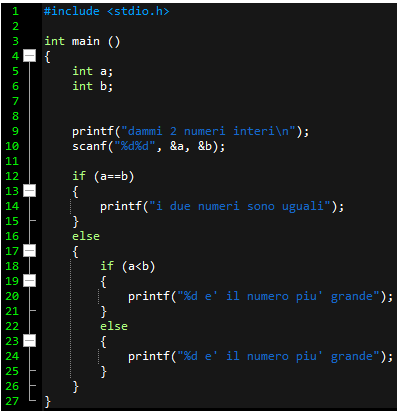 1 #include <stdio.h>
2
3 int main ()
4 {
5 int a;
6 int b;
7
8
9 printf("dammi 2 numeri interi\n");
10 scanf("%d%d", &a, &b);
11
12 if (a==b)
13 {
14 printf("i due numeri sono uguali");
15 }
16 else
17 {
18 if (a<b)
19 {
20 printf("%d e' il numero piu' grande");
21 }
22 else
23 {
24 printf("%d e' il numero piu' grande");
25 }
26 }
27 }